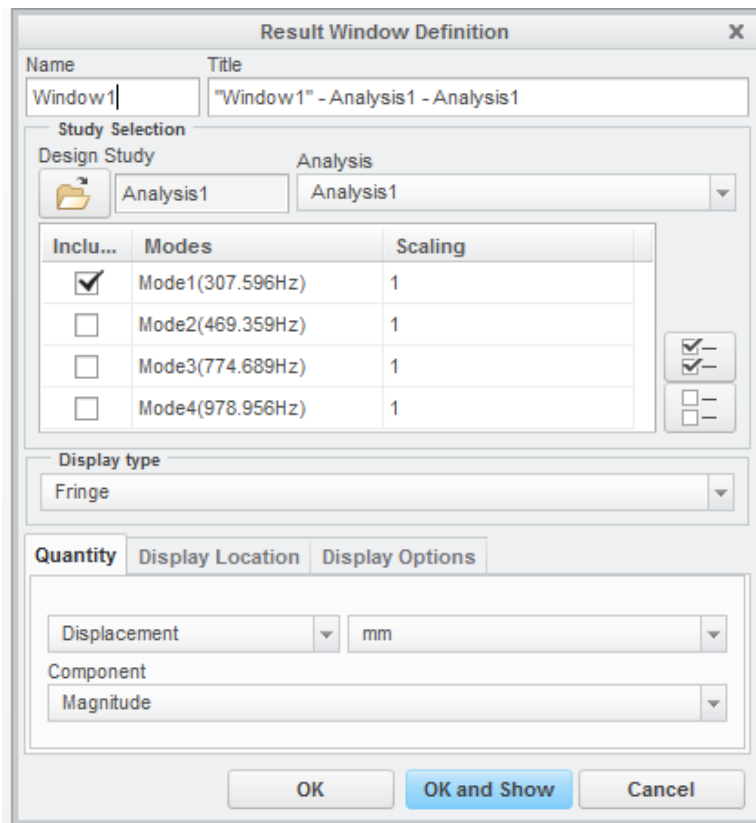 Result Window Definition
Name Title
Window1 "Window1" - Analysis1 - Analysis1
Study Selection
Design Study Analysis
Analysis1 Analysis1
Inclu... Modes Scaling
Mode1(307.596Hz) 1
Mode2(469.359Hz) 1
Mode3(774.689Hz) 1
Mode4(978.956Hz) 1
Display type
Fringe
Quantity Display Location Display Options
Displacement mm
Component
Magnitude
OK OK and Show Cancel